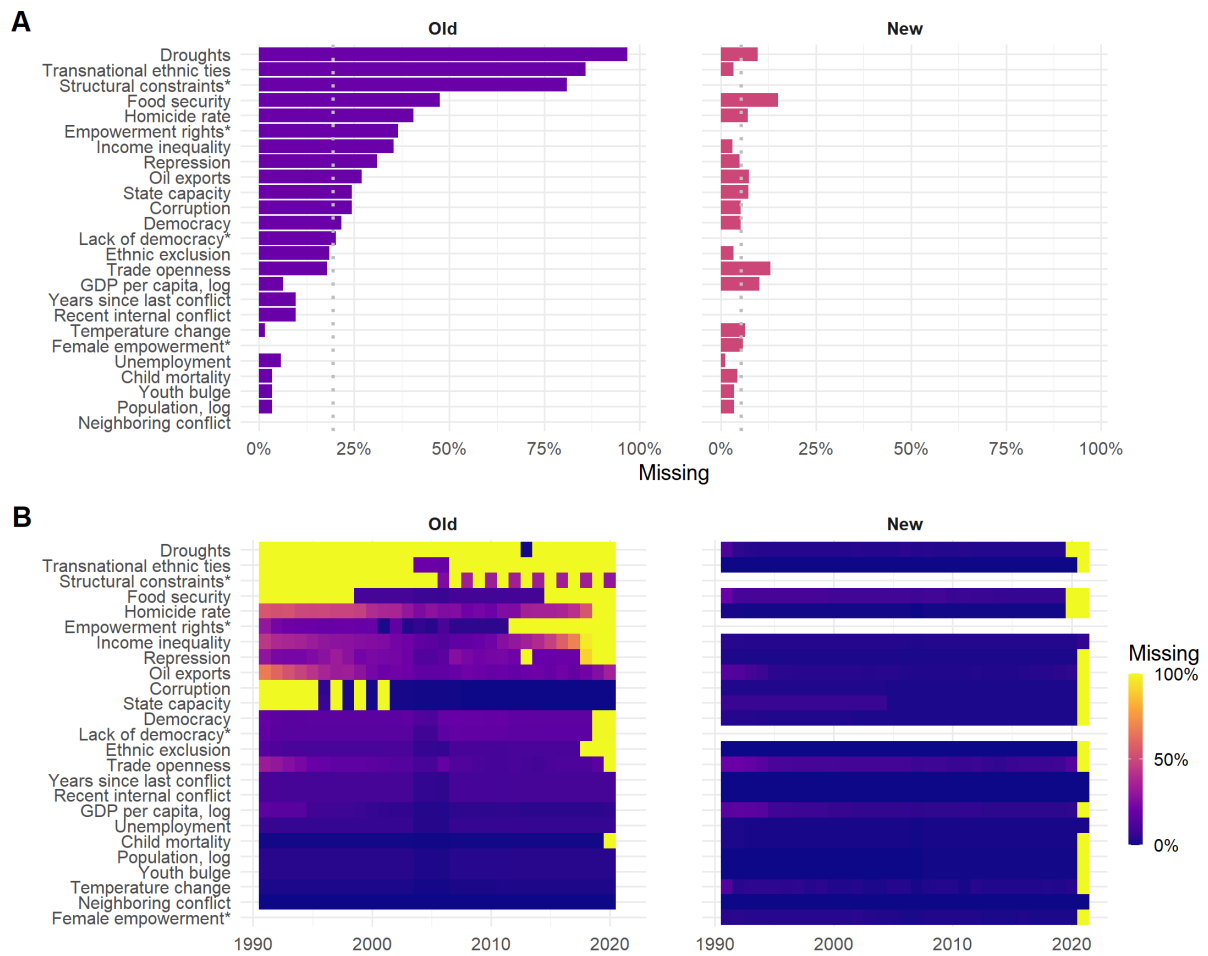 A
Old
New
Droughts
Transnational ethnic ties
Structural constraints*
Food security
Homicide rate
Empowerment rights*
Income inequality
Repression
Oil exports
State capacity
Corruption
Democracy
Lack of democracy*
Ethnic exclusion
Trade openness
GDP per capita, log
Years since last conflict
Recent internal conflict
Temperature change
Female empowerment*
Unemployment
Child mortality
Youth bulge
Population, log
Neighboring conflict
0% 25% 50% 75% 100% 0% 25% 50% 75% 100%
Missing
B
Old
New
Droughts
Transnational ethnic ties
Structural constraints*
Food security
Homicide rate
Empowerment rights*
Income inequality
Repression
Oil exports
Corruption
State capacity
Democracy
Lack of democracy*
Ethnic exclusion
Trade openness
Years since last conflict
Recent internal conflict
GDP per capita, log
Unemployment
Child mortality
Population, log
Youth bulge
Temperature change
Neighboring conflict
Female empowerment*
1990 2000 2010 2020 1990 2000 2010 2020
Missing
100%
50%
0%